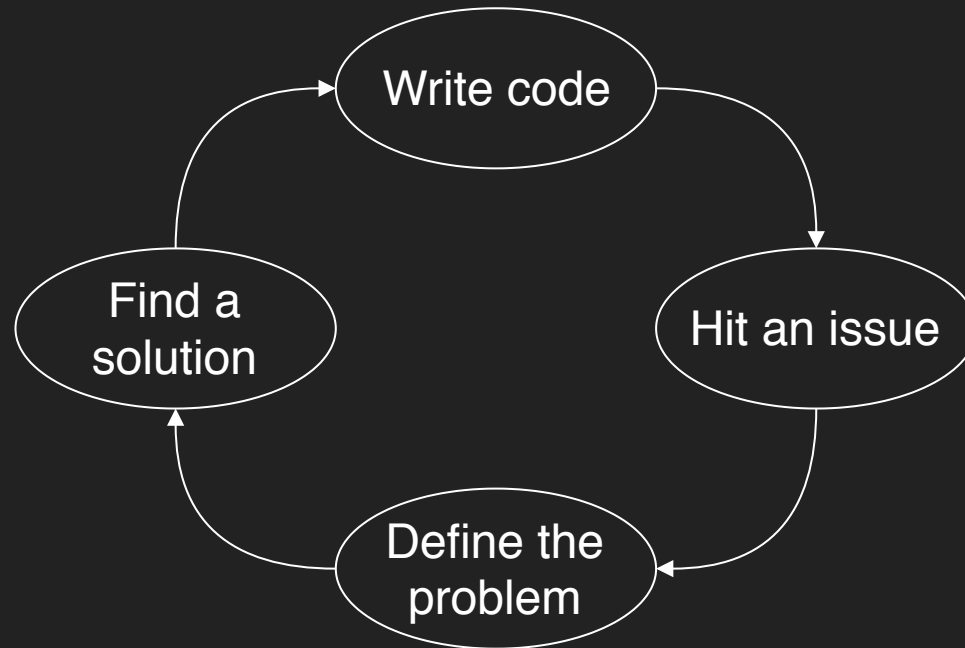 Write code
Hit an issue
Define the
problem
Find a
solution